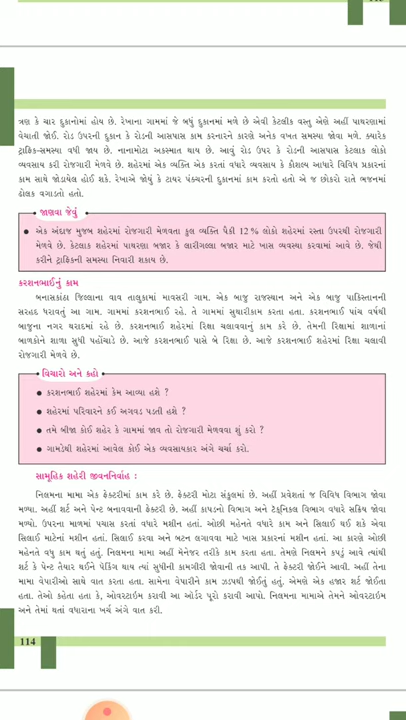 ત્રણ કે ચાર દુકાનોમાં હોય છે. રેખાના ગામમાં જે બધું દુકાનમાં મળે છે એવી કેટલીક વસ્તુ એણે અહીં પાથરણામાં
વેચાતી જોઈ. રોડ ઉપરની દુકાન કે રોડની આસપાસ કામ કરનારને કારણે અનેક વખત સમસ્યા જોવા મળે. ક્યારેક
ટ્રાફિક-સમસ્યા વધી જાય છે. નાનામોટા અકસ્માત થાય છે. આવું રોડ ઉપર કે રોડની આસપાસ કેટલાક લોકો
વ્યવસાય કરી રોજગારી મેળવે છે. શહેરમાં એક વ્યક્તિ એક કરતાં વધારે વ્યવસાય કે કૌશલ્ય આધારે વિવિધ પ્રકારનાં
કામ સાથે જોડાયેલ હોઈ શકે. રેખાએ જોયું કે ટાયર પંક્ચરની દુકાનમાં કામ કરતો હતો એ જ છોકરો રાતે ભજનમાં
ઢોલક વગાડતો હતો.
જાણવા જેવું
● એક અંદાજ મુજબ શહેરમાં રોજગારી મેળવતા કુલ વ્યક્તિ પૈકી 12 % લોકો શહેરમાં રસ્તા ઉપરથી રોજગારી
મેળવે છે. કેટલાક શહેરમાં પાથરણા બજાર કે લારીગલ્લા બજાર માટે ખાસ વ્યવસ્થા કરવામાં આવે છે. જેથી
કરીને ટ્રાફિકની સમસ્યા નિવારી શકાય છે.
કરશનભાઈનું કામ
બનાસકાંઠા જિલ્લાના વાવ તાલુકામાં માવસરી ગામ. એક બાજુ રાજસ્થાન અને એક બાજુ પાકિસ્તાનની
સરહદ ધરાવતું આ ગામ. ગામમાં કરશનભાઈ રહે. તે ગામમાં સુથારીકામ કરતા હતા. કરશનભાઈ પાંચ વર્ષથી
બાજુના નગર થરાદમાં રહે છે. કરશનભાઈ શહેરમાં રિક્ષા ચલાવવાનું કામ કરે છે. તેમની રિક્ષામાં શાળાનાં
બાળકોને શાળા સુધી પહોંચાડે છે. આજે કરશનભાઈ પાસે બે રિક્ષા છે. આજે કરશનભાઈ શહેરમાં રિક્ષા ચલાવી
રોજગારી મેળવે છે.
વિચારો અને કહો
● કરશનભાઈ શહેરમાં કેમ આવ્યા હશે ?
● શહેરમાં પરિવારને કઈ અગવડ પડતી હશે ?
● તમે બીજા કોઈ શહેર કે ગામમાં જાવ તો રોજગારી મેળવવા શું કરો ?
● ગામડેથી શહેરમાં આવેલ કોઈ એક વ્યવસાયકાર અંગે ચર્ચા કરો.
સામૂહિક શહેરી જીવનનિર્વાહ :
નિલમના મામા એક ફેક્ટરીમાં કામ કરે છે. ફેક્ટરી મોટા સંકુલમાં છે. અહીં પ્રવેશતાં જ વિવિધ વિભાગ જોવા
મળ્યા. અહીં શર્ટ અને પેન્ટ બનાવવાની ફેક્ટરી છે. અહીં કાપડનો વિભાગ અને ટેક્નિકલ વિભાગ વધારે સક્રિય જોવા
મળ્યો. ઉપરના માળમાં પચાસ કરતાં વધારે મશીન હતાં. ઓછી મહેનતે વધારે કામ અને સિલાઈ થઈ શકે એવા
સિલાઈ માટેનાં મશીન હતાં. સિલાઈ કરવા અને બટન લગાવવા માટે ખાસ પ્રકારનાં મશીન હતાં. આ કારણે ઓછી
મહેનતે વધુ કામ થતું હતું. નિલમના મામા અહીં મેનેજર તરીકે કામ કરતા હતા. તેમણે નિલમને કપડું આવે ત્યાંથી
શર્ટ કે પેન્ટ તૈયાર થઈને પેકિંગ થાય ત્યાં સુધીની કામગીરી જોવાની તક આપી. તે ફેક્ટરી જોઈને આવી. અહીં તેના
મામા વેપારીઓ સાથે વાત કરતા હતા. સામેના વેપારીને કામ ઝડપથી જોઈતું હતું. એમણે એક હજાર શર્ટ જોઈતા
હતા. તેઓ કહેતા હતા કે, ઓવરટાઇમ કરાવી આ ઓર્ડર પૂરો કરાવી આપો. નિલમના મામાએ તેમને ઓવરટાઇમ
અને તેમાં થતાં વધારાના ખર્ચ અંગે વાત કરી.
114